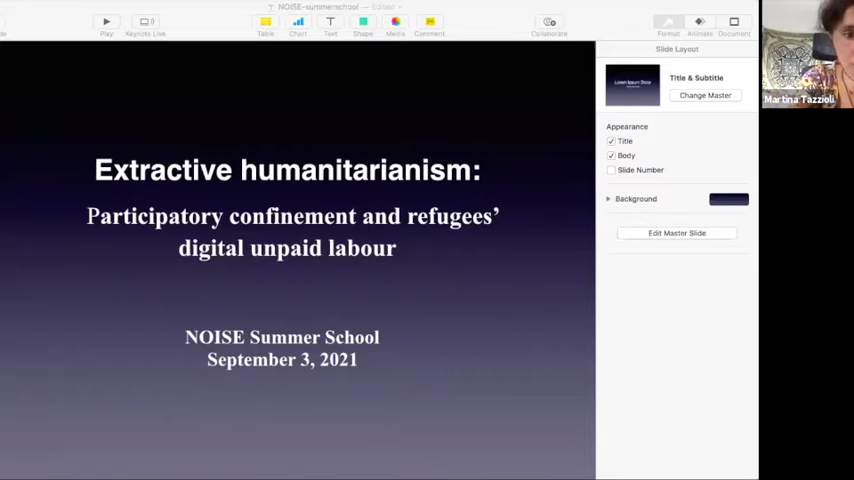 NOISE-summerschool — Edited
Play
Keynote Live
Table
Chart
Text
Shape
Media
Comment
Collaborate
Format
Animate
Document
Slide Layout
Title & Subtitle
Change Master
Martina Tazzioli
Appearance
Title
Body
Slide Number
Background
Edit Master Slide
Extractive humanitarianism:
Participatory confinement and refugees’
digital unpaid labour
NOISE Summer School
September 3, 2021